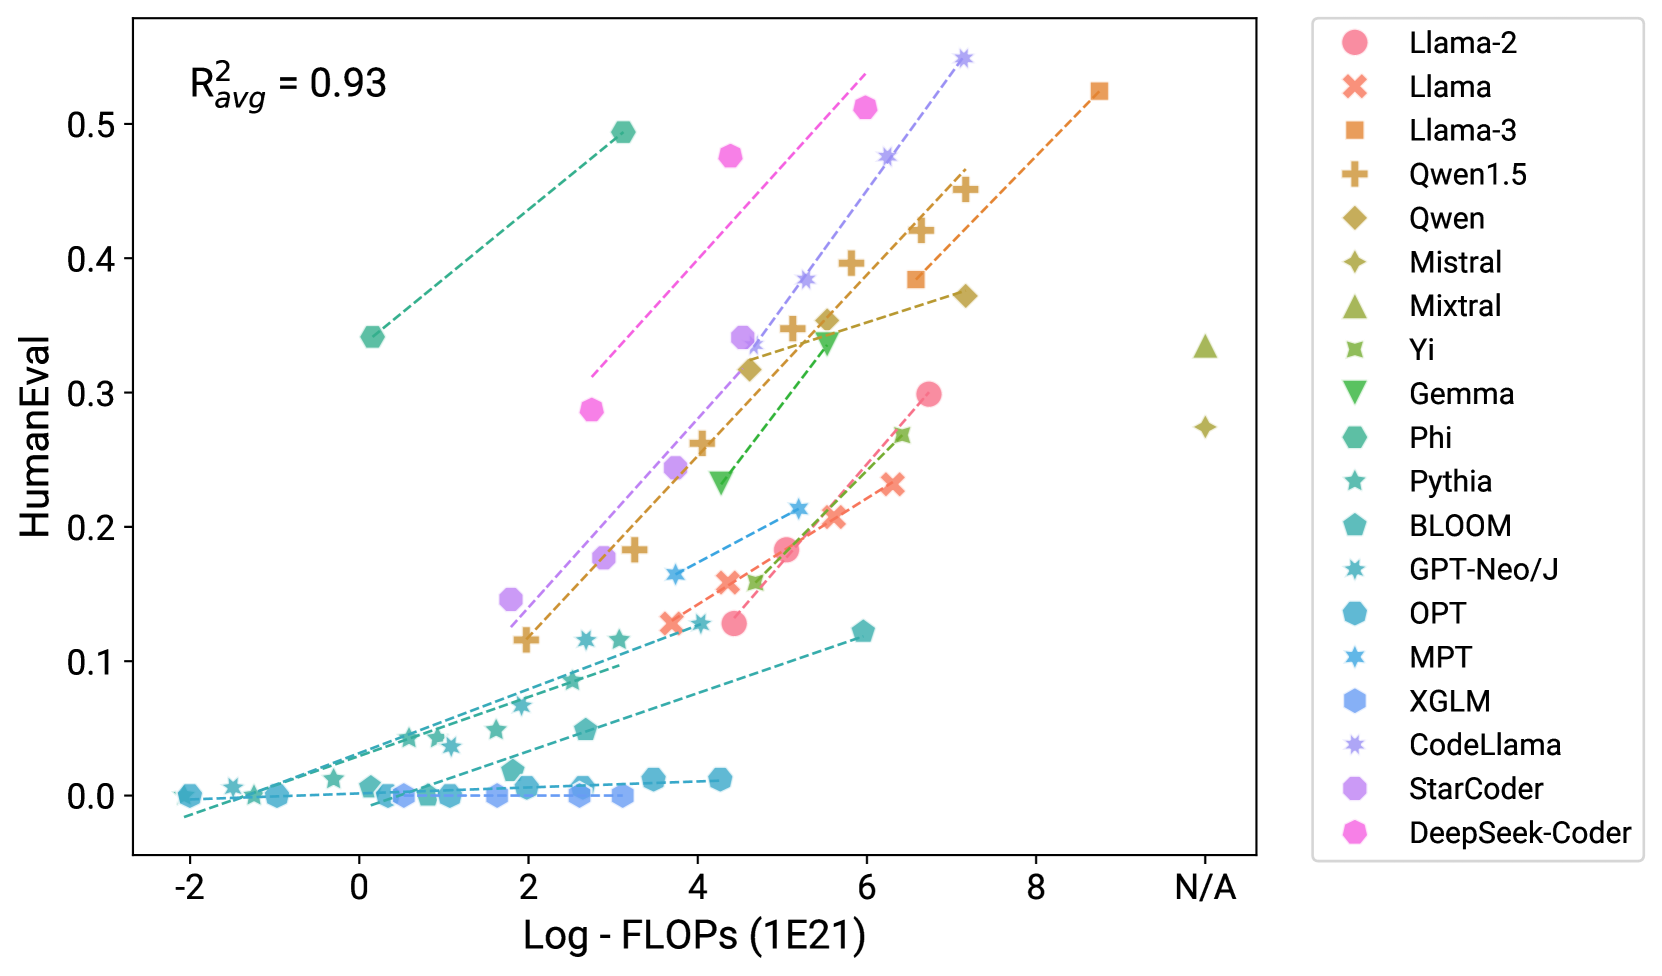 R²avg = 0.93
HumanEval
0.5
0.4
0.3
0.2
0.1
0.0
-2 0 2 4 6 8 N/A
Log - FLOPs (1E21)
Llama-2
Llama
Llama-3
Qwen1.5
Qwen
Mistral
Mixtral
Yi
Gemma
Phi
Pythia
BLOOM
GPT-Neo/J
OPT
MPT
XGLM
CodeLlama
StarCoder
DeepSeek-Coder